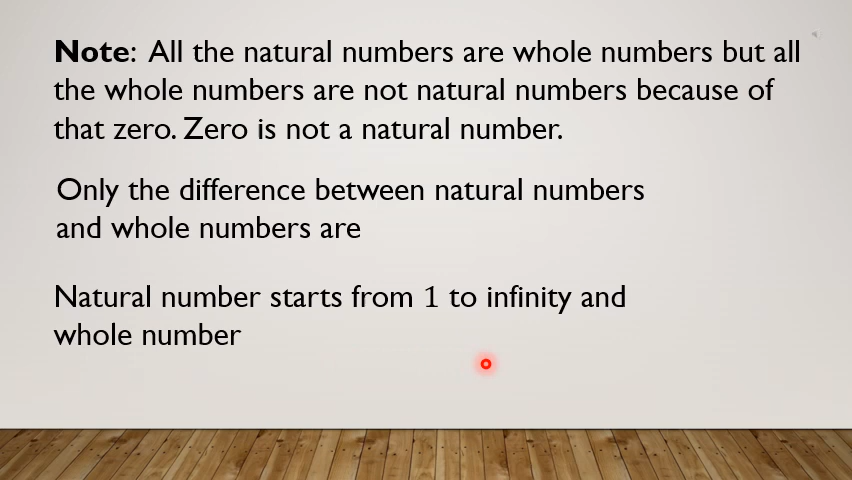 Note: All the natural numbers are whole numbers but all
the whole numbers are not natural numbers because of
that zero. Zero is not a natural number.
Only the difference between natural numbers
and whole numbers are
Natural number starts from 1 to infinity and
whole number